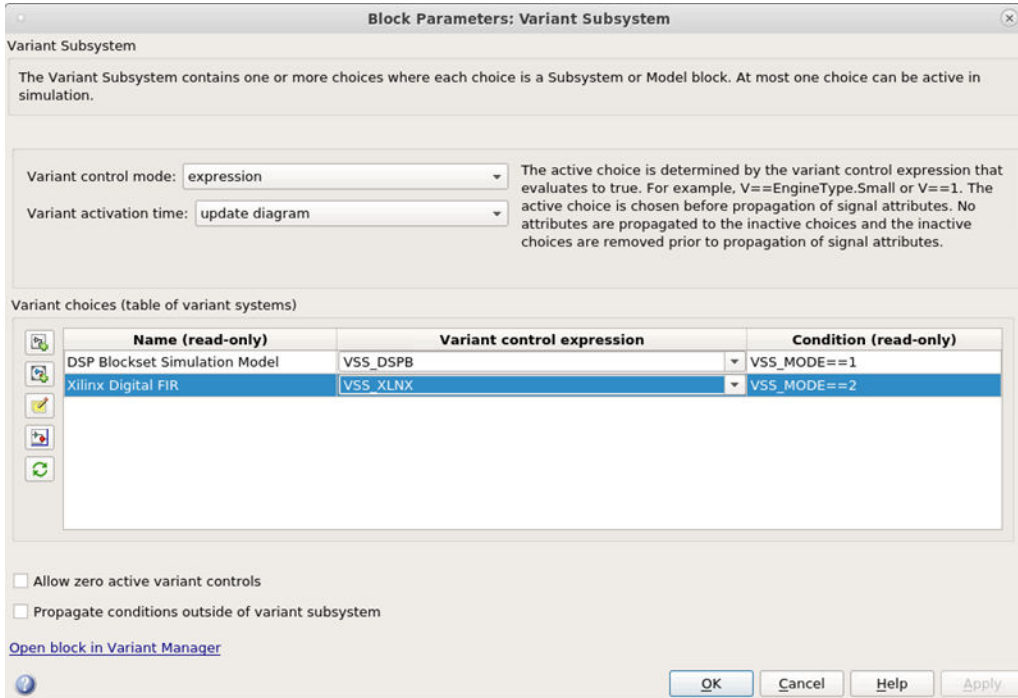 Block Parameters: Variant Subsystem
Variant Subsystem
The Variant Subsystem contains one or more choices where each choice is a Subsystem or Model block. At most one choice can be active in
simulation.
Variant control mode: expression
Variant activation time: update diagram
The active choice is determined by the variant control expression that
evaluates to true. For example, V==EngineType.Small or V==1. The
active choice is chosen before propagation of signal attributes. No
attributes are propagated to the inactive choices and the inactive
choices are removed prior to propagation of signal attributes.
Variant choices (table of variant systems)
Name (read-only) Variant control expression Condition (read-only)
DSP Blockset Simulation Model VSS_DSPB VSS_MODE==1
Xilinx Digital FIR VSS_XLNX VSS_MODE==2
Allow zero active variant controls
Propagate conditions outside of variant subsystem
Open block in Variant Manager
OK Cancel Help Apply